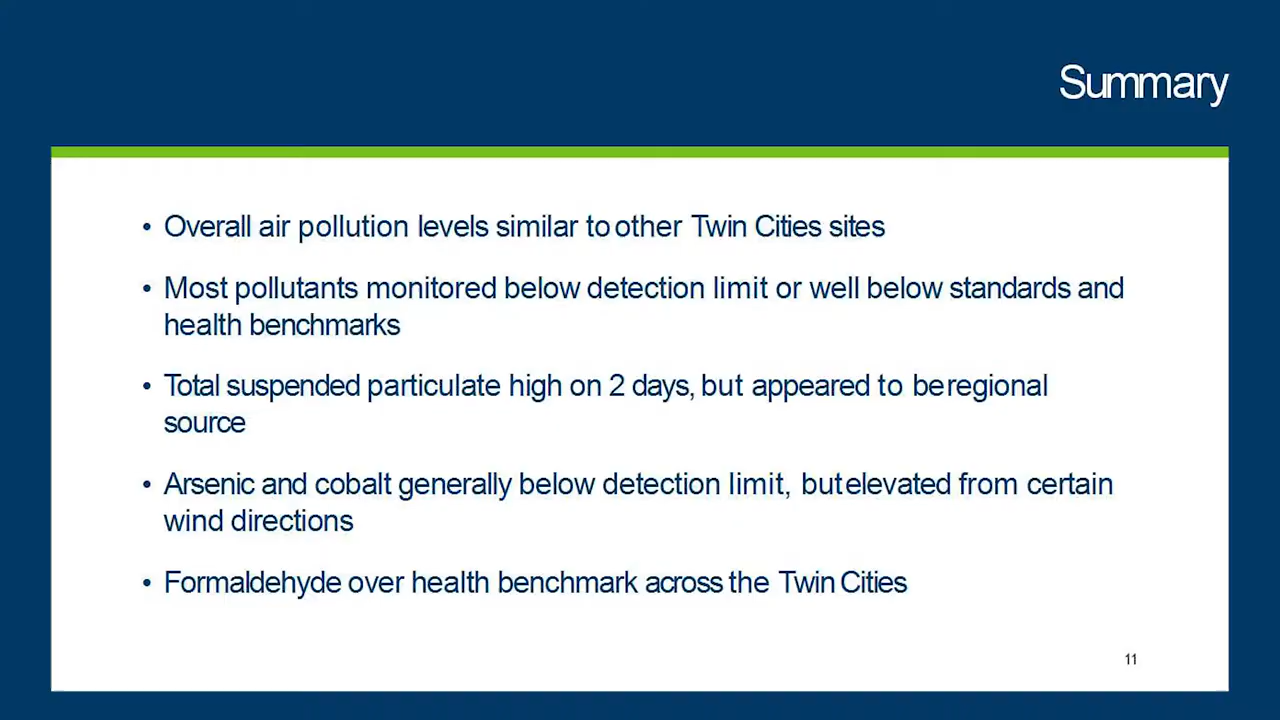 Summary
• Overall air pollution levels similar to other Twin Cities sites
• Most pollutants monitored below detection limit or well below standards and
health benchmarks
• Total suspended particulate high on 2 days, but appeared to be regional
source
• Arsenic and cobalt generally below detection limit, but elevated from certain
wind directions
• Formaldehyde over health benchmark across the Twin Cities
11